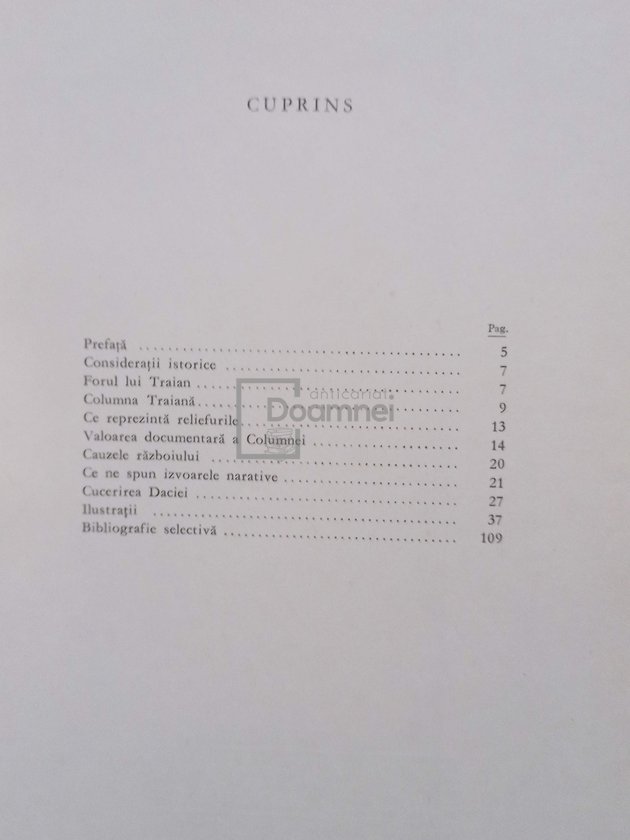 CUPRINS
Pag.
Prefață ........................................ 5
Considerații istorice ........................................ 7
Forul lui Traian ........................................ 7
Columna Traiană ........................................ 9
Ce reprezintă reliefurile ........................................ 13
Valoarea documentară a Columnei ........................................ 14
Cauzele războiului ........................................ 20
Ce ne spun izvoarele narative ........................................ 21
Cucerirea Daciei ........................................ 27
Ilustrații ........................................ 37
Bibliografie selectivă ........................................ 109
anticariat
Doamnei